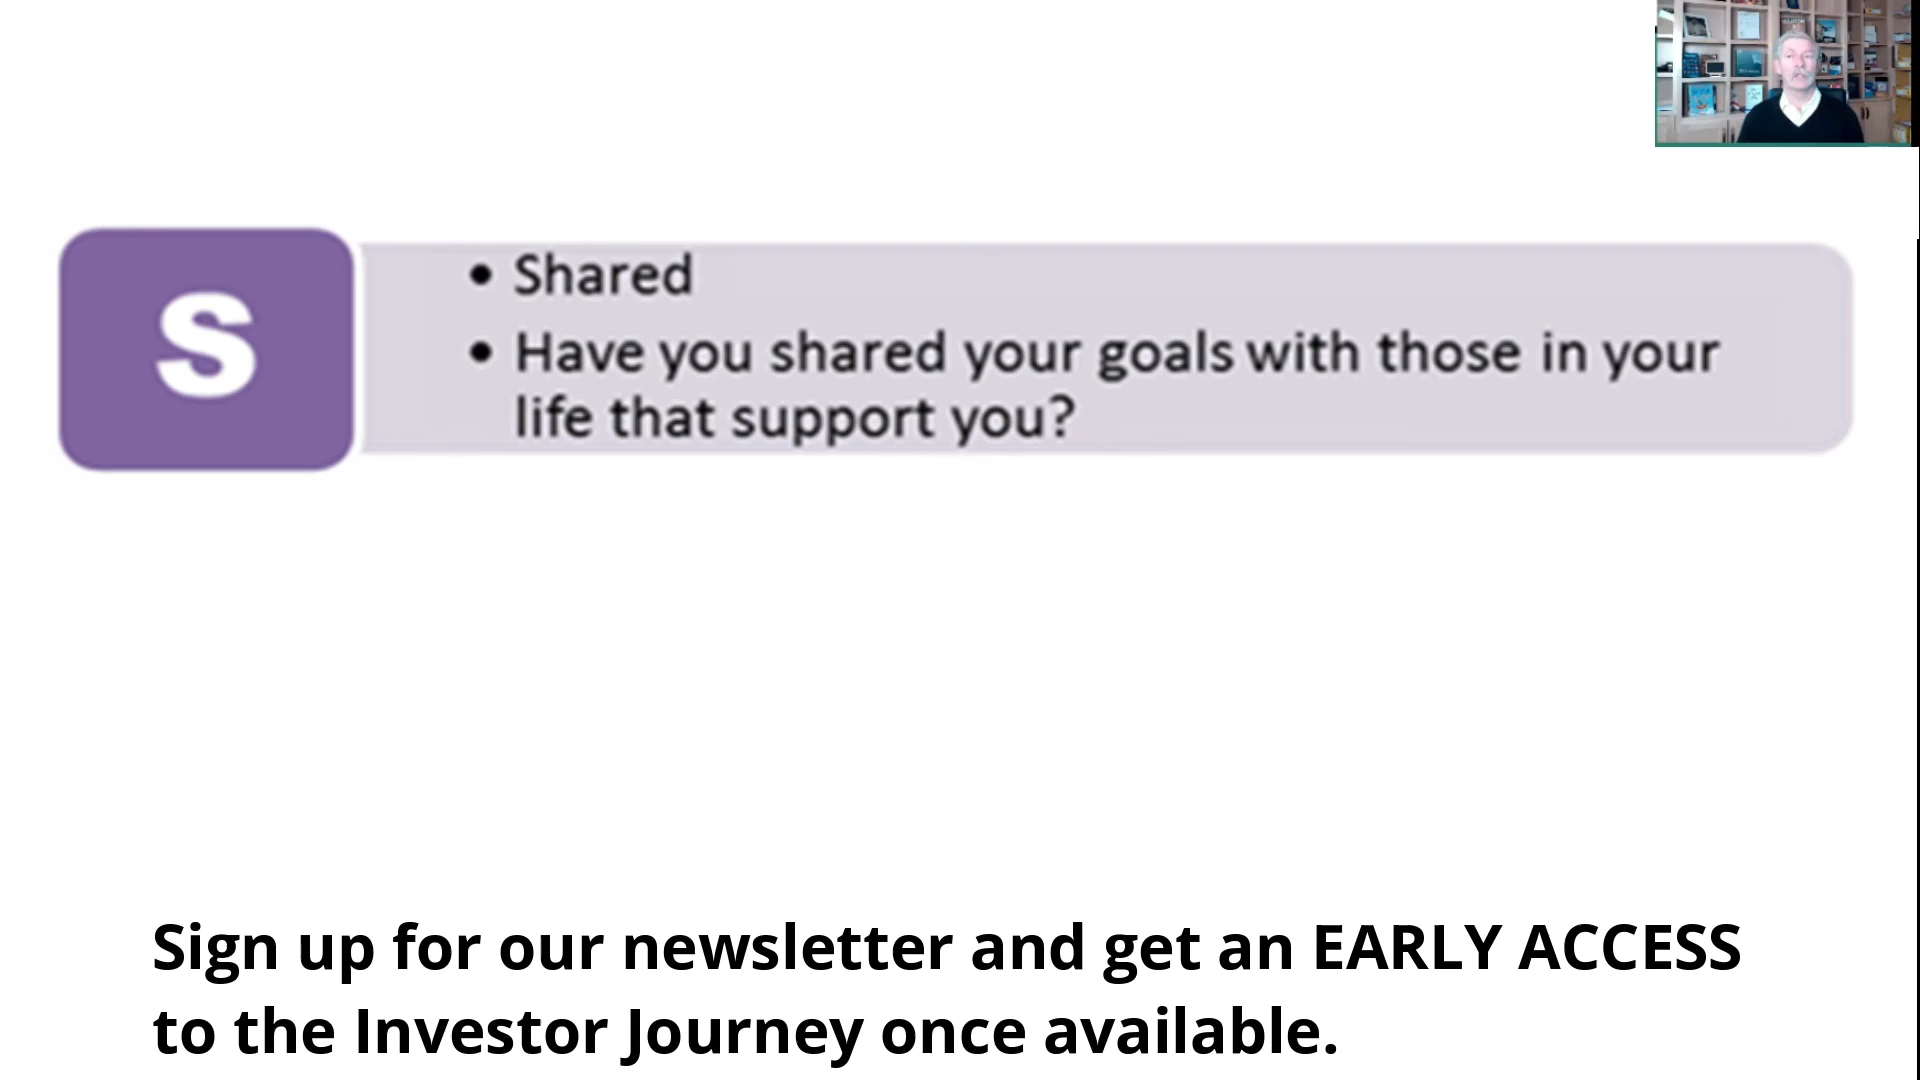 S
• Shared
• Have you shared your goals with those in your
life that support you?
Sign up for our newsletter and get an EARLY ACCESS
to the Investor Journey once available.